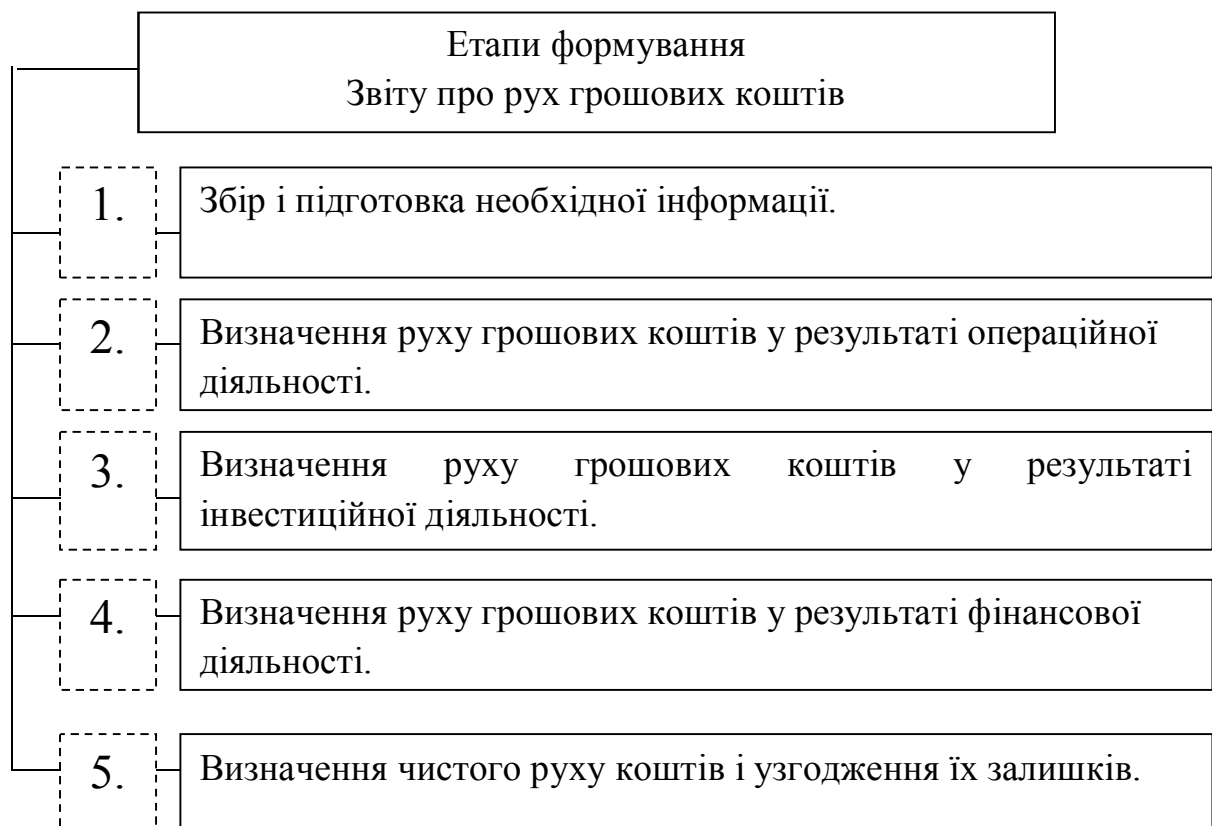 Етапи формування
Звіту про рух грошових коштів
1.
Збір і підготовка необхідної інформації.
2.
Визначення руху грошових коштів у результаті операційної
діяльності.
3.
Визначення руху грошових коштів у результаті
інвестиційної діяльності.
4.
Визначення руху грошових коштів у результаті фінансової
діяльності.
5.
Визначення чистого руху коштів і узгодження їх залишків.